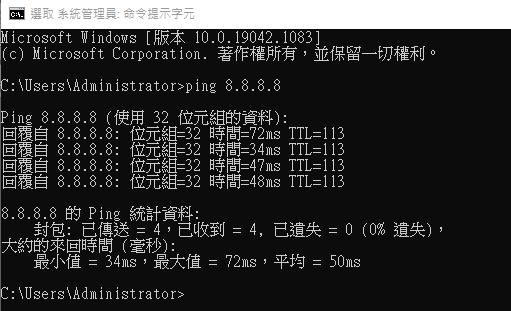 選取 系統管理員: 命令提示字元
Microsoft Windows [版本 10.0.19042.1083]
(c) Microsoft Corporation. 著作權所有，並保留一切權利。
C:\Users\Administrator>ping 8.8.8.8
Ping 8.8.8.8 (使用 32 位元組的資料):
回覆自 8.8.8.8: 位元組=32 時間=72ms TTL=113
回覆自 8.8.8.8: 位元組=32 時間=34ms TTL=113
回覆自 8.8.8.8: 位元組=32 時間=47ms TTL=113
回覆自 8.8.8.8: 位元組=32 時間=48ms TTL=113
8.8.8.8 的 Ping 統計資料:
封包: 已傳送 = 4，已收到 = 4, 已遺失 = 0 (0% 遺失)，
大約的來回時間 (毫秒):
最小值 = 34ms，最大值 = 72ms，平均 = 50ms
C:\Users\Administrator>